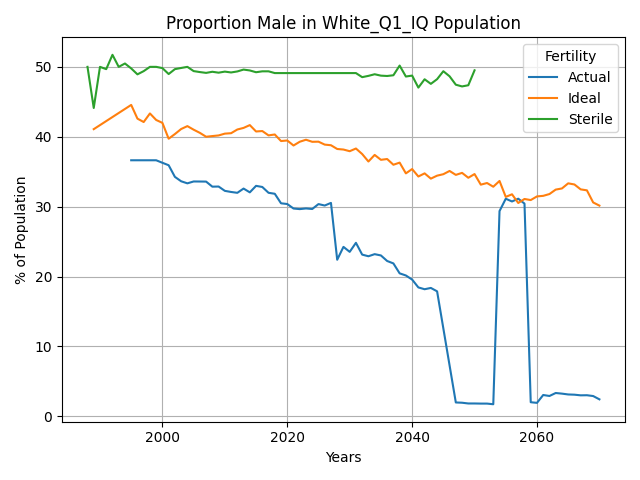 Proportion Male in White_Q1_IQ Population
Fertility
Actual
Ideal
Sterile
% of Population
50
40
30
20
10
0
2000
2020
2040
2060
Years